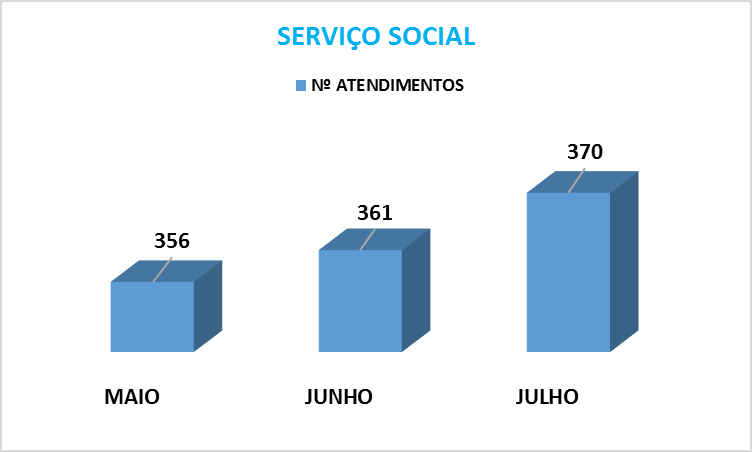 SERVIÇO SOCIAL
Nº ATENDIMENTOS
356
361
370
MAIO
JUNHO
JULHO